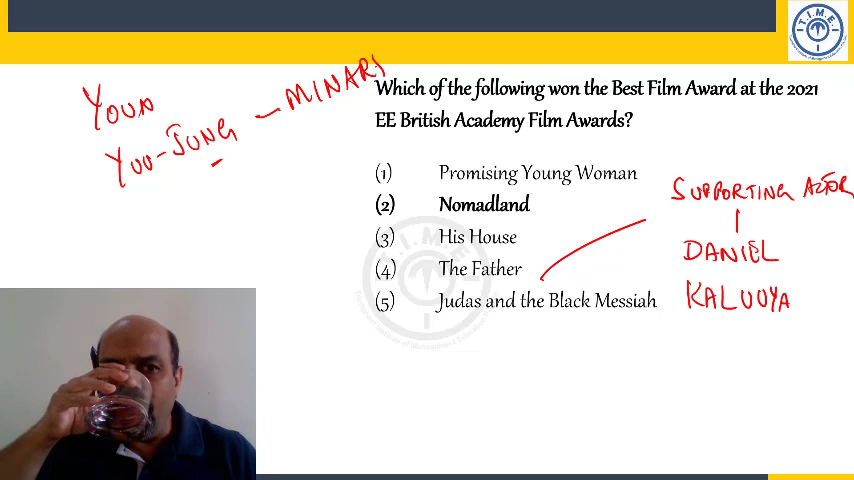 T.I.M.E.
Which of the following won the Best Film Award at the 2021
EE British Academy Film Awards?
(1) Promising Young Woman
(2) Nomadland
(3) His House
(4) The Father
(5) Judas and the Black Messiah
YOUN
YUU-JUNG - MINARI
SUPPORTING ACTOR
DANIEL
KALUUYA
T.I.M.E.